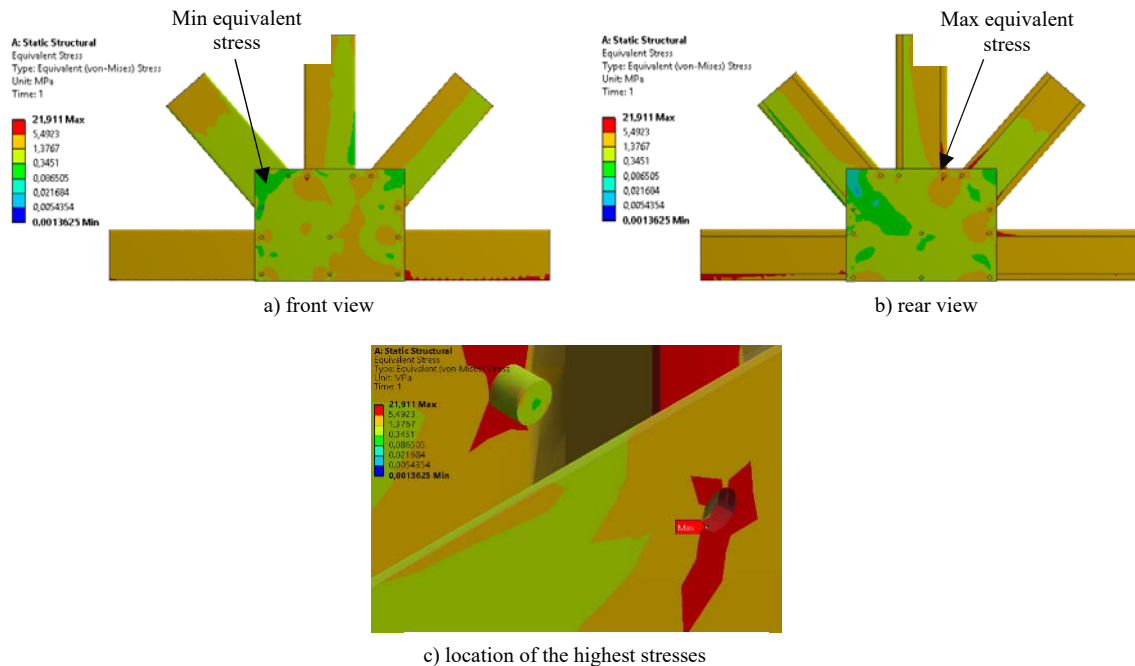 Min equivalent
stress
A: Static Structural
Equivalent Stress
Type: Equivalent (von-Mises) Stress
Unit: MPa
Time: 1
21,911 Max
5,4923
1,3767
0,3451
0,086505
0,021684
0,0054354
0,0013625 Min
a) front view
Max equivalent
stress
A: Static Structural
Equivalent Stress
Type: Equivalent (von-Mises) Stress
Unit: MPa
Time: 1
21,911 Max
5,4923
1,3767
0,3451
0,086505
0,021684
0,0054354
0,0013625 Min
b) rear view
A: Static Structural
Equivalent Stress
Type: Equivalent (von-Mises) Stress
Unit: MPa
Time: 1
21,911 Max
5,4923
1,3767
0,3451
0,086505
0,021684
0,0054354
0,0013625 Min
Max
c) location of the highest stresses